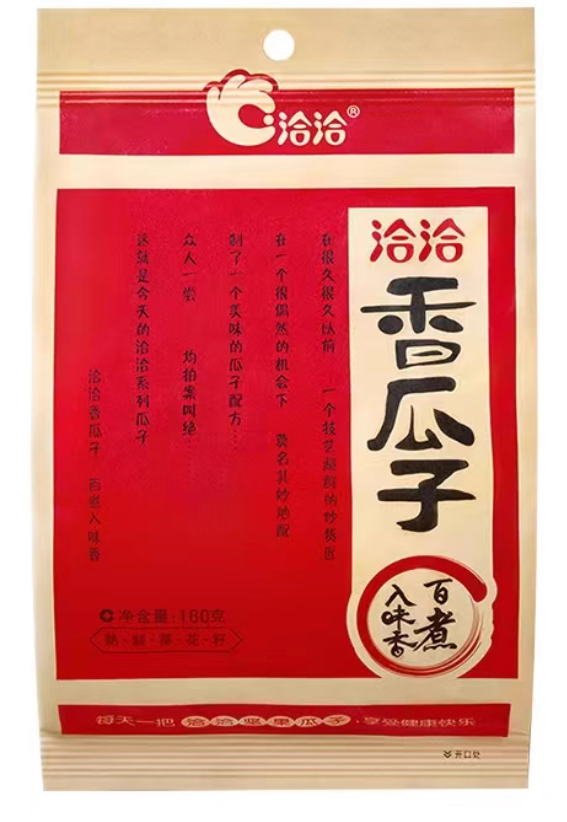 洽洽®
洽洽
香瓜子
百煮
入味香
在很久很久以前 一个技艺超群的炒货匠
在一个很偶然的机会下 莫名其妙地配
制了一个美味的瓜子配方……
众人一尝 均拍案叫绝……
这就是今天的洽洽系列瓜子
洽洽香瓜子 百煮入味香
净含量:160克
熟·制·葵·花·籽
每天一把 洽洽坚果瓜子·享受健康快乐
开口处